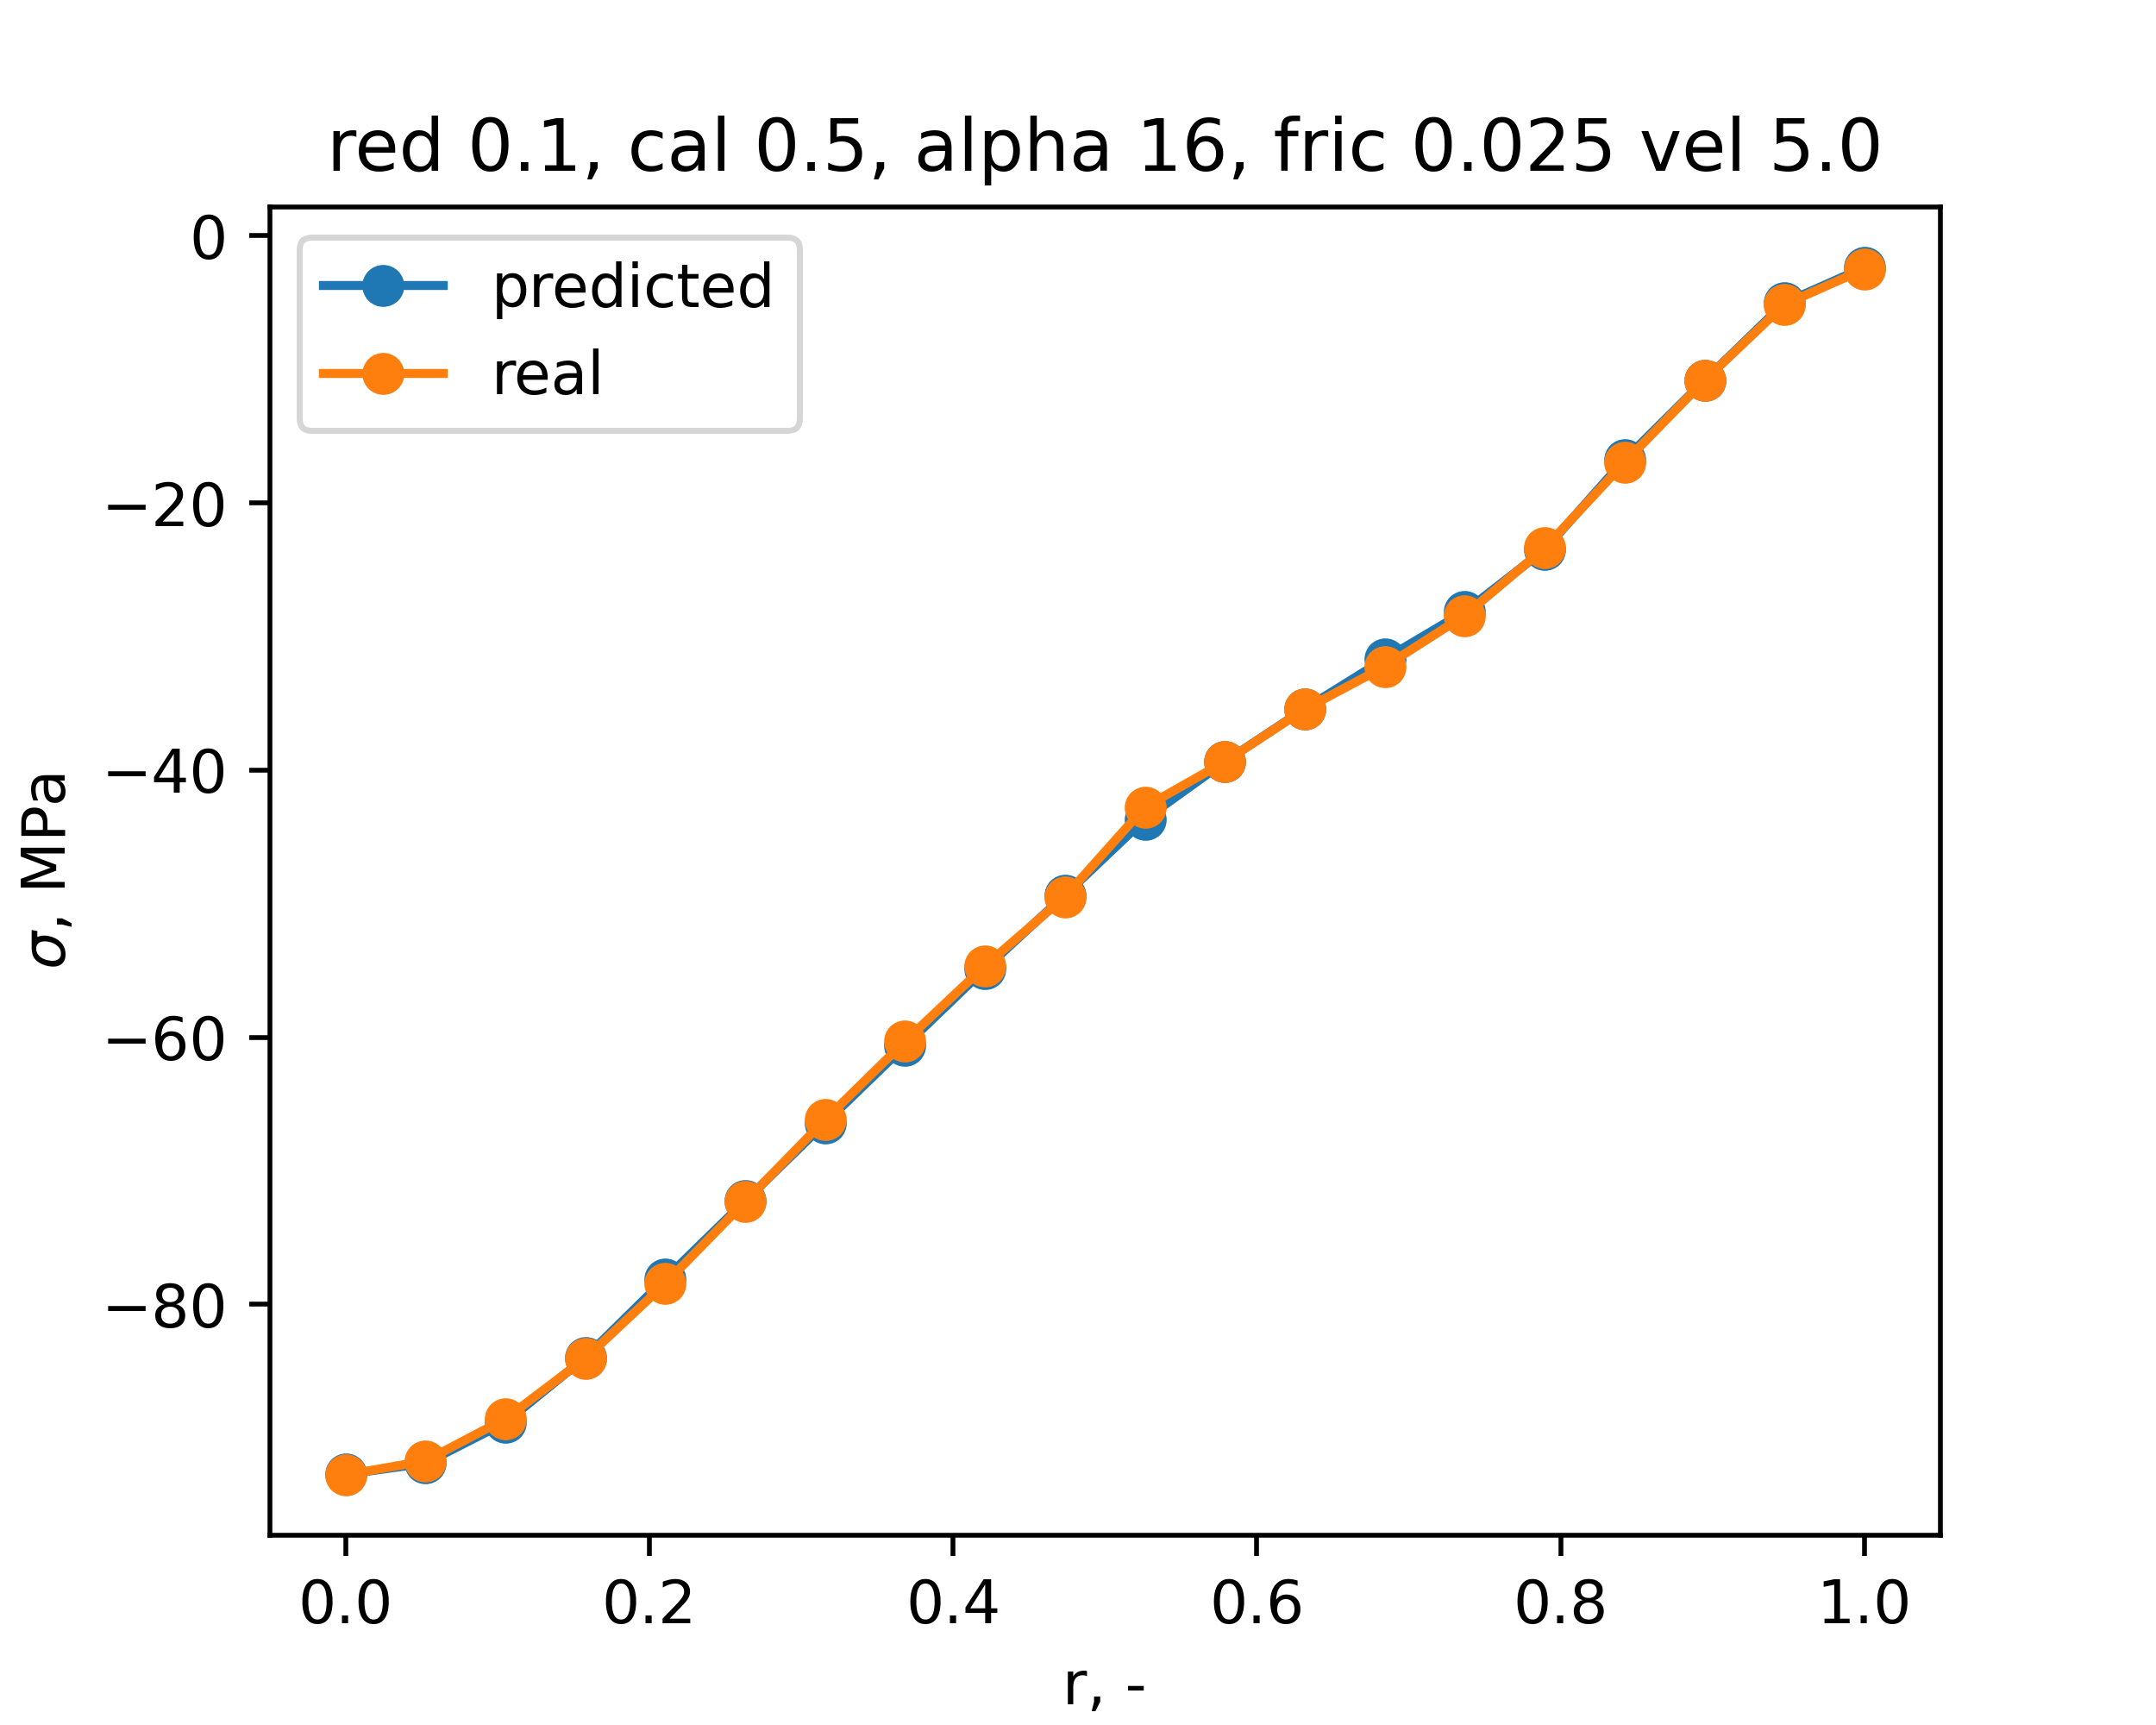 red 0.1, cal 0.5, alpha 16, fric 0.025 vel 5.0
predicted
real
0
−20
−40
−60
−80
σ, MPa
0.0 0.2 0.4 0.6 0.8 1.0
r, -